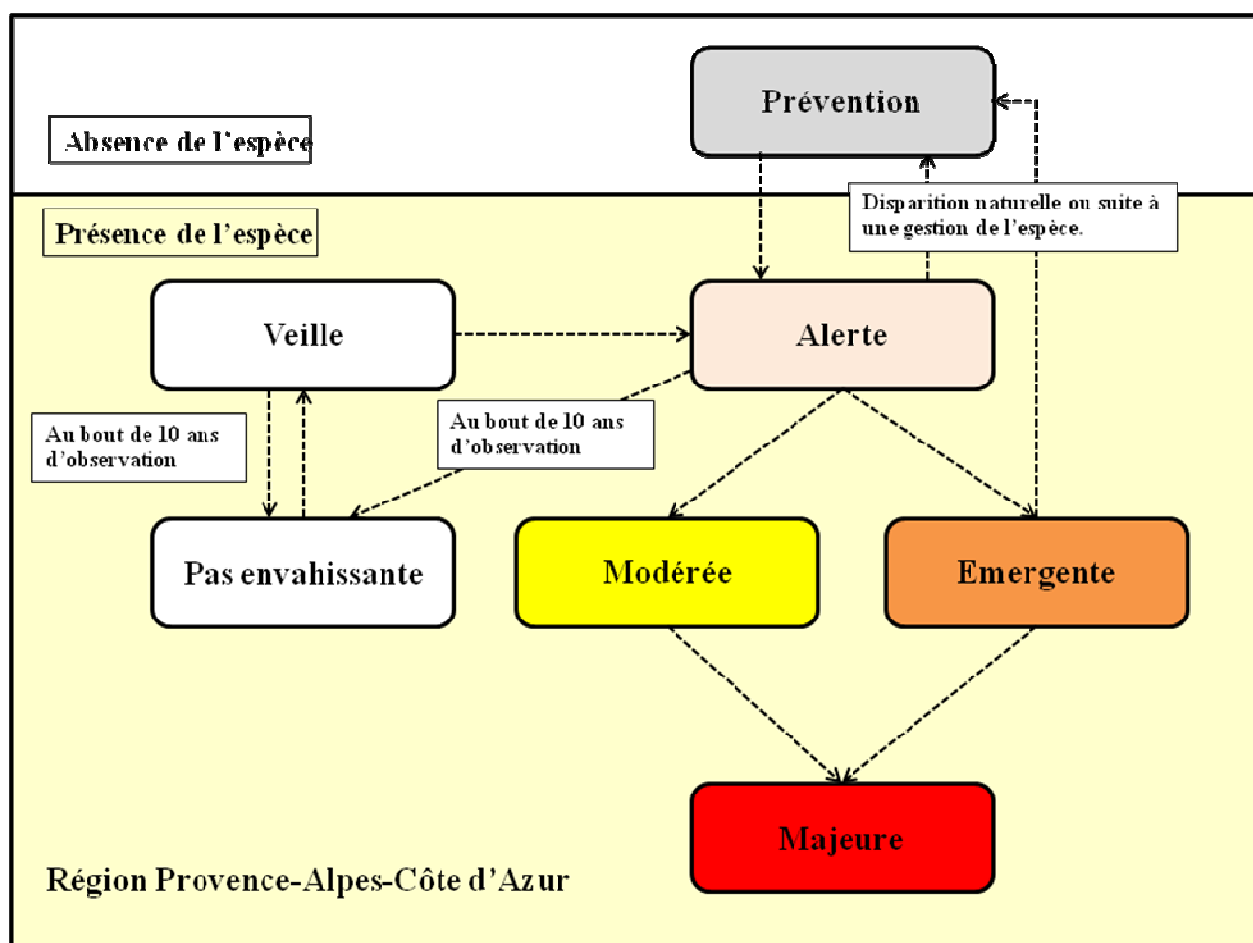 Prévention
Absence de l'espèce
Disparition naturelle ou suite à
une gestion de l'espèce.
Présence de l'espèce
Veille
Alerte
Au bout de 10 ans
d'observation
Au bout de 10 ans
d'observation
Pas envahissante
Modérée
Emergente
Majeure
Région Provence-Alpes-Côte d'Azur